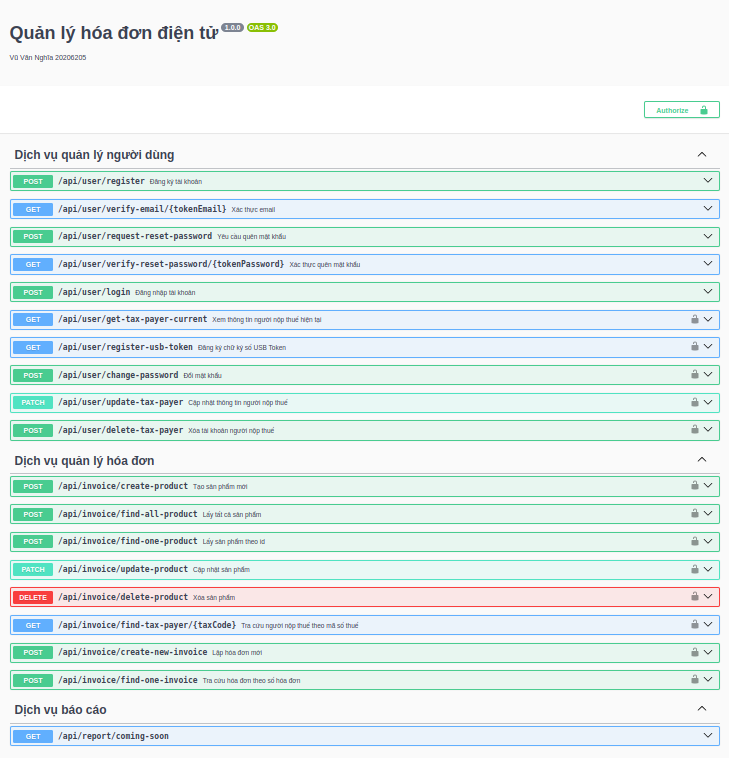 Quản lý hóa đơn điện tử 1.0.0 OAS 3.0
Vũ Văn Nghĩa 20206205
Authorize
Dịch vụ quản lý người dùng
POST /api/user/register Đăng ký tài khoản
GET /api/user/verify-email/{tokenEmail} Xác thực email
POST /api/user/request-reset-password Yêu cầu quên mật khẩu
GET /api/user/verify-reset-password/{tokenPassword} Xác thực quên mật khẩu
POST /api/user/login Đăng nhập tài khoản
GET /api/user/get-tax-payer-current Xem thông tin người nộp thuế hiện tại
GET /api/user/register-usb-token Đăng ký chữ ký số USB Token
POST /api/user/change-password Đổi mật khẩu
PATCH /api/user/update-tax-payer Cập nhật thông tin người nộp thuế
POST /api/user/delete-tax-payer Xóa tài khoản người nộp thuế
Dịch vụ quản lý hóa đơn
POST /api/invoice/create-product Tạo sản phẩm mới
POST /api/invoice/find-all-product Lấy tất cả sản phẩm
POST /api/invoice/find-one-product Lấy sản phẩm theo id
PATCH /api/invoice/update-product Cập nhật sản phẩm
DELETE /api/invoice/delete-product Xóa sản phẩm
GET /api/invoice/find-tax-payer/{taxCode} Tra cứu người nộp thuế theo mã số thuế
POST /api/invoice/create-new-invoice Lập hóa đơn mới
POST /api/invoice/find-one-invoice Tra cứu hóa đơn theo số hóa đơn
Dịch vụ báo cáo
GET /api/report/coming-soon